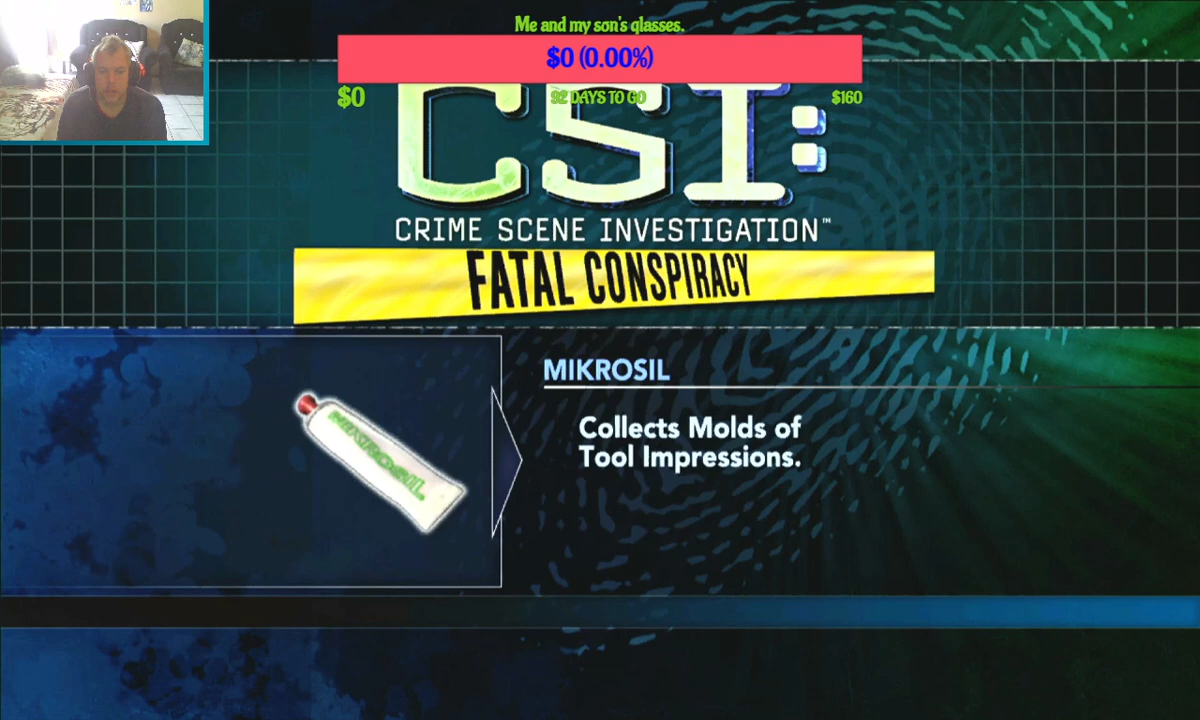 Me and my son's glasses.
$0 (0.00%)
$0 92 DAYS TO GO $160
CSI:
CRIME SCENE INVESTIGATION™
FATAL CONSPIRACY
MIKROSIL
MIKROSIL
Collects Molds of
Tool Impressions.